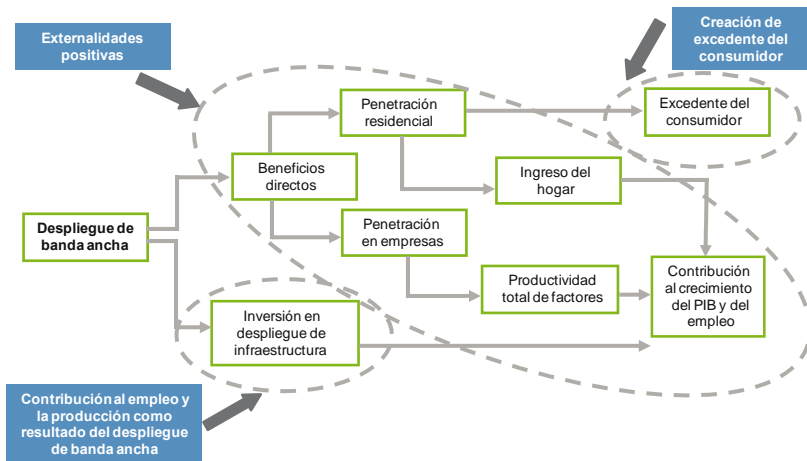 Externalidades
positivas
Creación de
excedente del
consumidor
Penetración
residencial
Excedente del
consumidor
Beneficios
directos
Ingreso del
hogar
Despliegue de
banda ancha
Penetración
en empresas
Productividad
total de factores
Contribución
al crecimiento
del PIB y del
empleo
Inversión en
despliegue de
infraestructura
Contribución al empleo y
la producción como
resultado del despliegue
de banda ancha